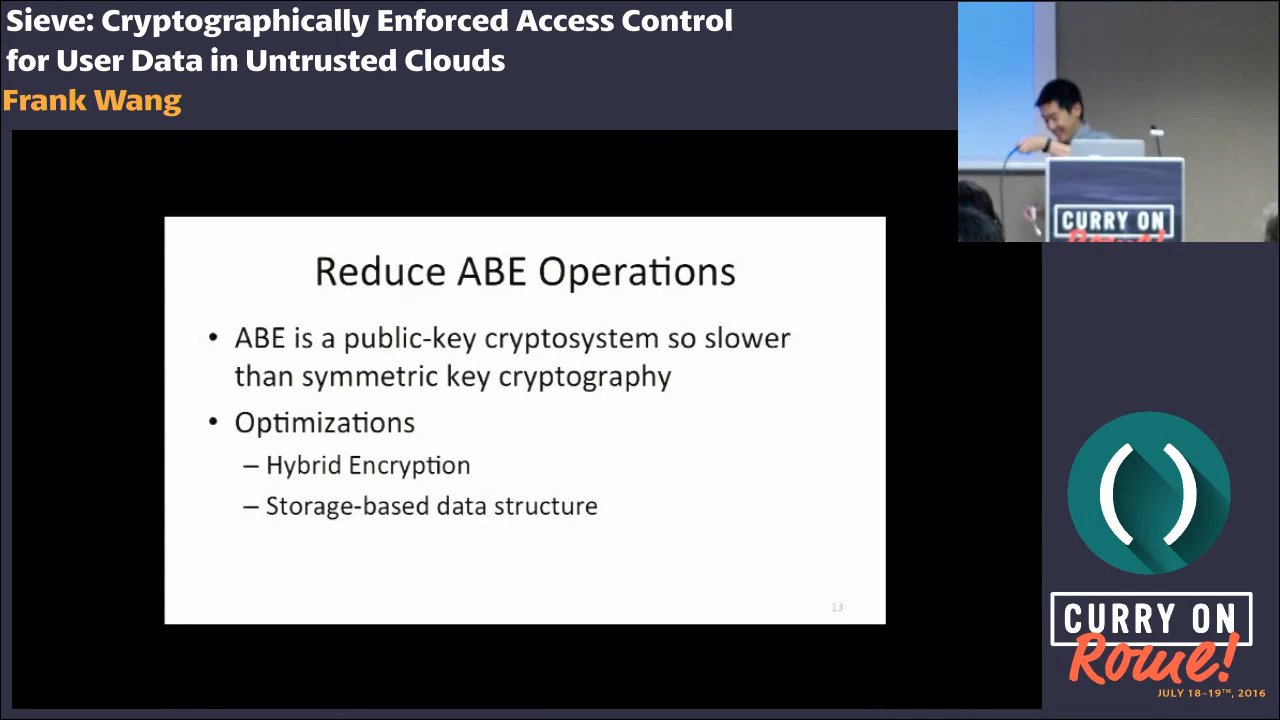 Sieve: Cryptographically Enforced Access Control
for User Data in Untrusted Clouds
Frank Wang
CURRY ON
Rome!
Reduce ABE Operations
• ABE is a public-key cryptosystem so slower
than symmetric key cryptography
• Optimizations
– Hybrid Encryption
– Storage-based data structure
13
CURRY ON
Rome!
JULY 18-19TH, 2016